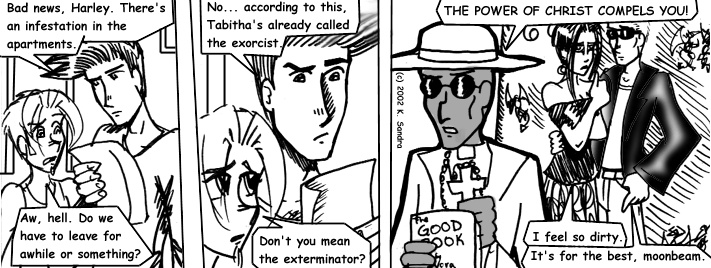 Bad news, Harley. There's
an infestation in the
apartments.
Aw, hell. Do we
have to leave for
awhile or something?
No... according to this,
Tabitha's already called
the exorcist.
Don't you mean
the exterminator?
THE POWER OF CHRIST COMPELS YOU!
(c) 2002 K. Sandra
the
GOOD
BOOK
I feel so dirty.
It's for the best, moonbeam.